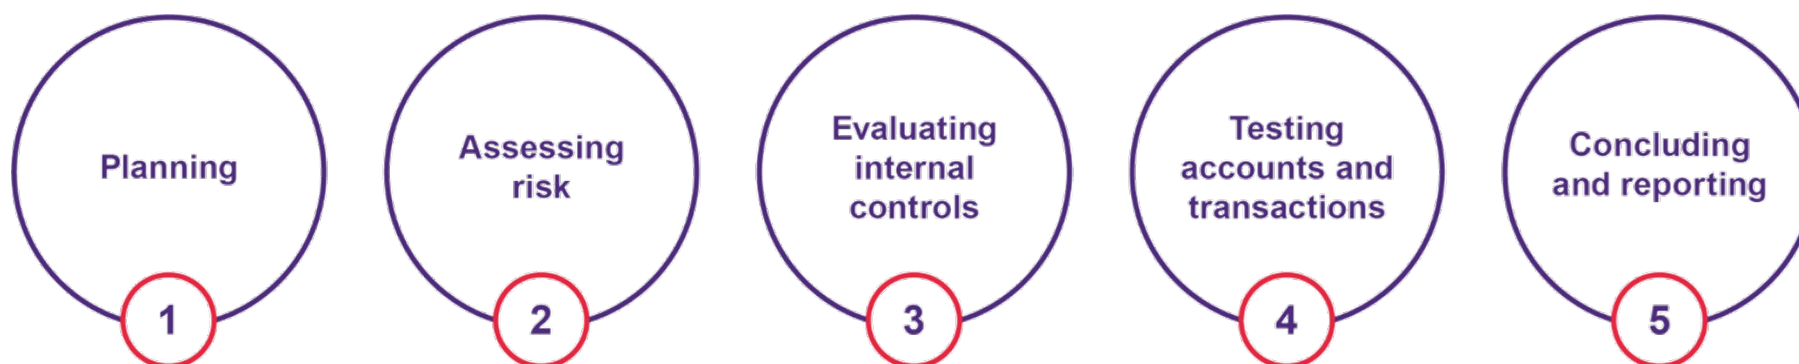 Planning
1
Assessing
risk
2
Evaluating
internal
controls
3
Testing
accounts and
transactions
4
Concluding
and reporting
5